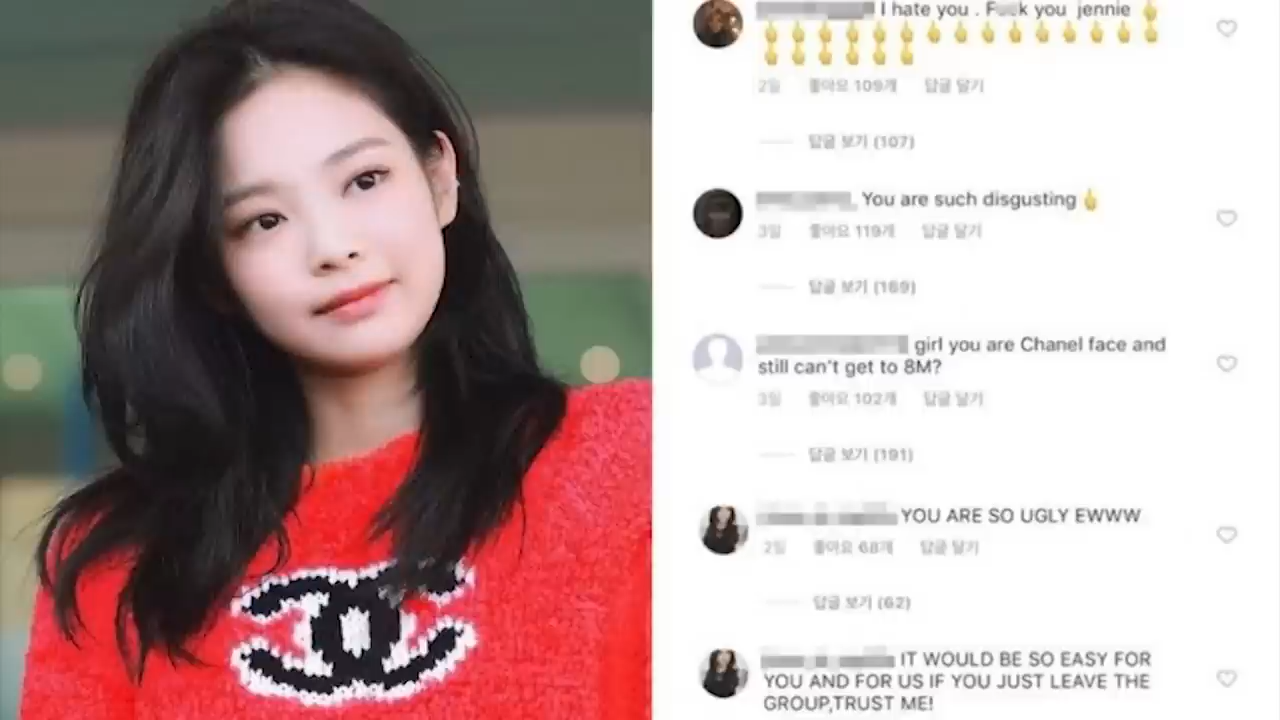 I hate you . F  ck you jennie 🖕
🖕🖕🖕🖕🖕🖕🖕🖕🖕🖕🖕🖕🖕🖕🖕
🖕🖕🖕🖕🖕🖕
2일 좋아요 109개 답글 달기
답글 보기 (107)
You are such disgusting🖕
3일 좋아요 119개 답글 달기
답글 보기 (169)
girl you are Chanel face and
still can't get to 8M?
3일 좋아요 102개 답글 달기
답글 보기 (191)
YOU ARE SO UGLY EWWW
2일 좋아요 68개 답글 달기
답글 보기 (62)
IT WOULD BE SO EASY FOR
YOU AND FOR US IF YOU JUST LEAVE THE
GROUP,TRUST ME!